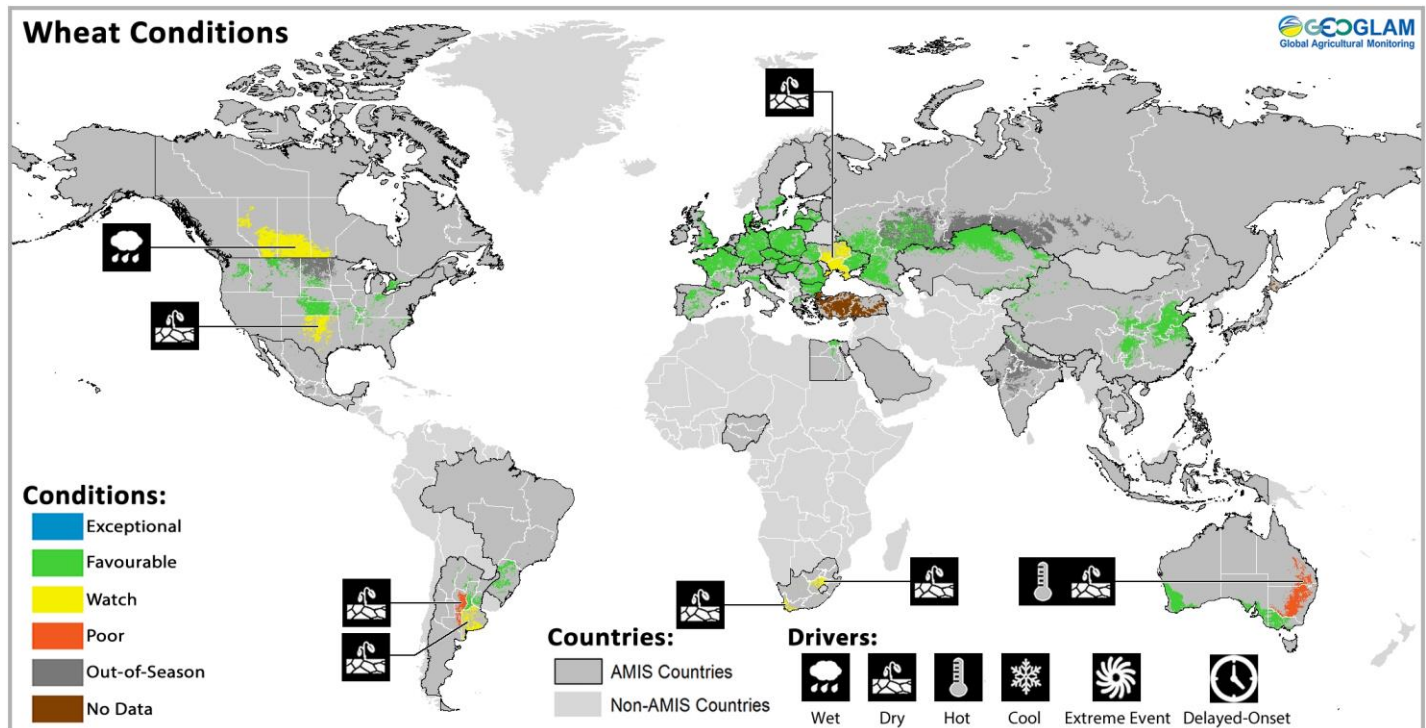 Wheat Conditions
GEOGLAM
Global Agricultural Monitoring
Conditions:
Exceptional
Favourable
Watch
Poor
Out-of-Season
No Data
Countries:
AMIS Countries
Non-AMIS Countries
Drivers:
Wet
Dry
Hot
Cool
Extreme Event
Delayed-Onset